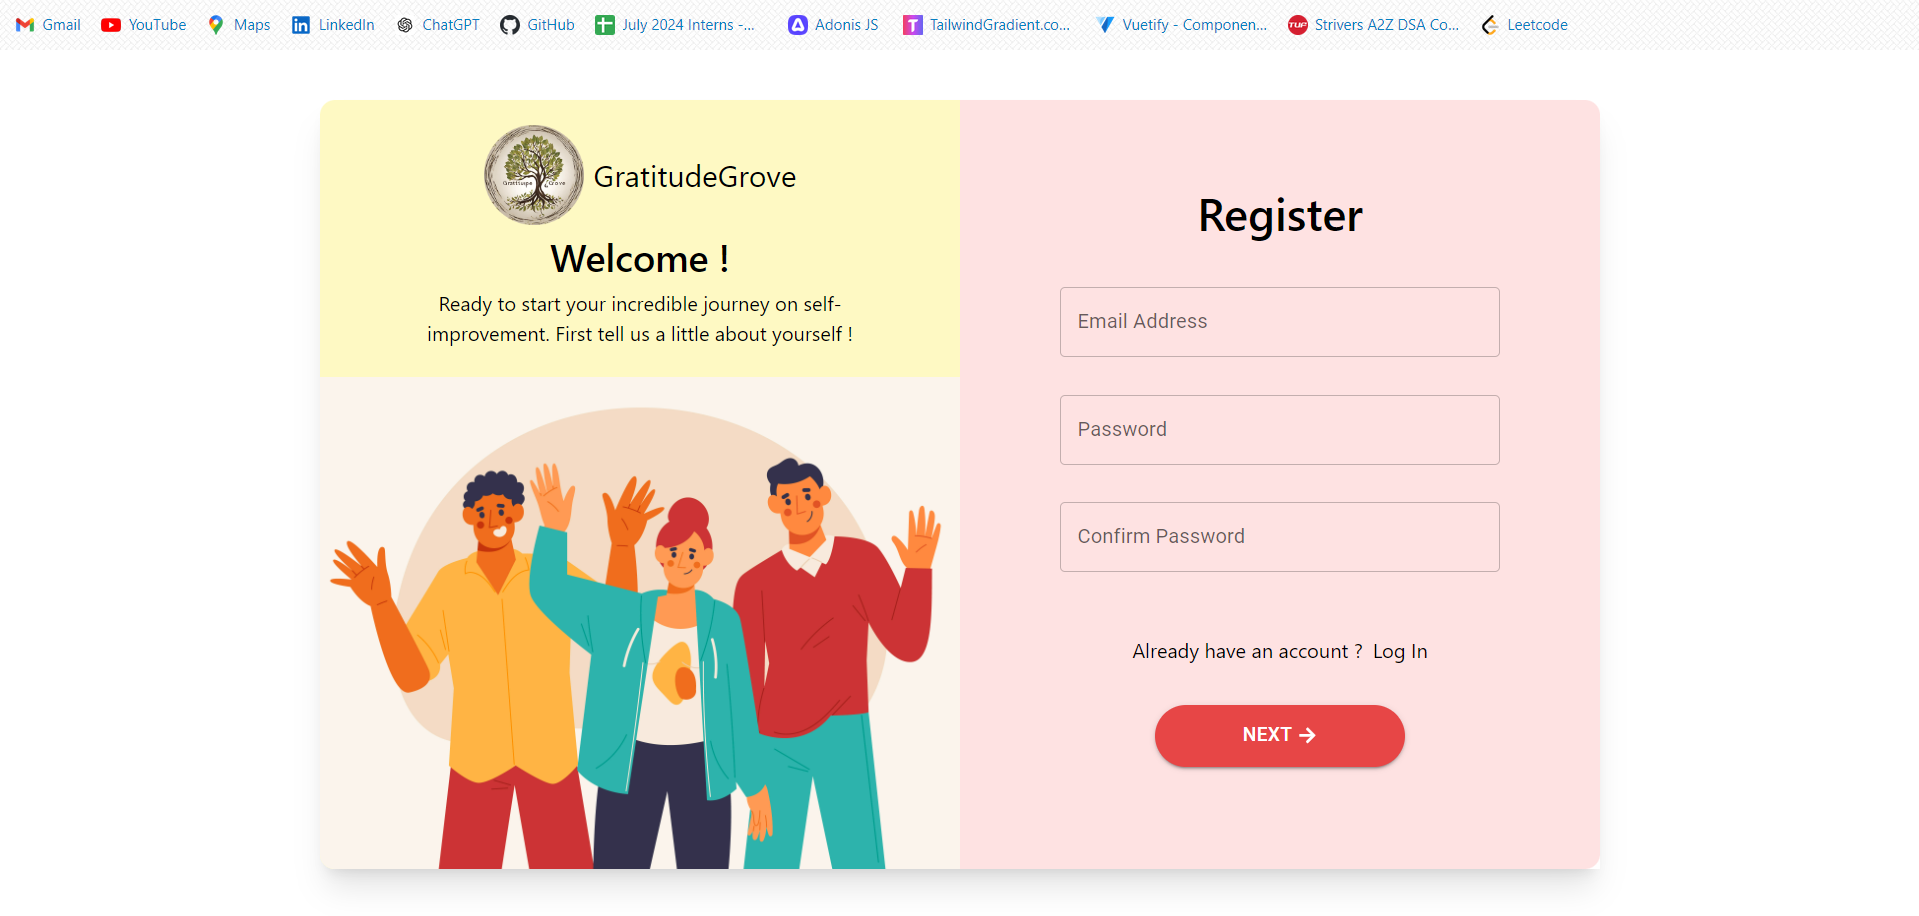 Gmail YouTube Maps LinkedIn ChatGPT GitHub July 2024 Interns -... Adonis JS TailwindGradient.co... Vuetify - Componen... Strivers A2Z DSA Co... Leetcode
GratitudeGrove
Welcome !
Ready to start your incredible journey on self-
improvement. First tell us a little about yourself !
Register
Email Address
Password
Confirm Password
Already have an account ? Log In
NEXT →